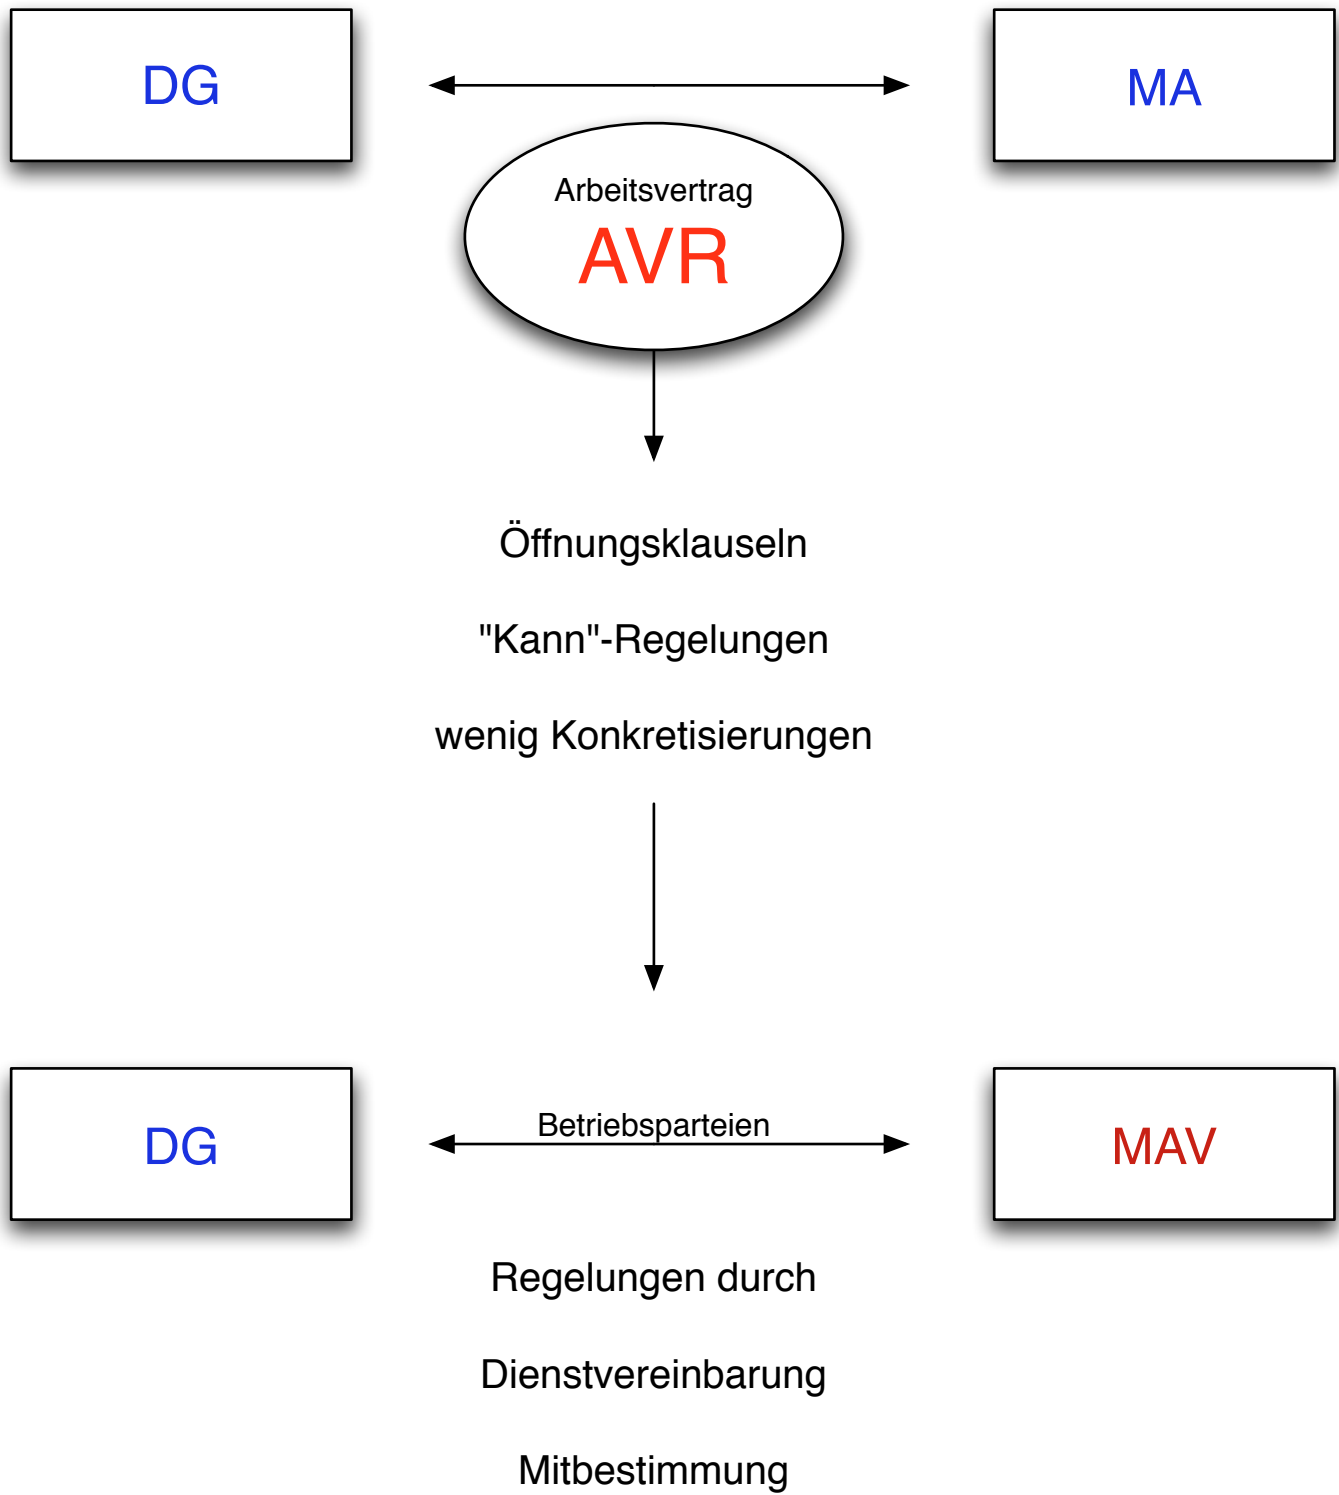 DG
MA
Arbeitsvertrag
AVR
Öffnungsklauseln
"Kann"-Regelungen
wenig Konkretisierungen
DG
Betriebsparteien
MAV
Regelungen durch
Dienstvereinbarung
Mitbestimmung